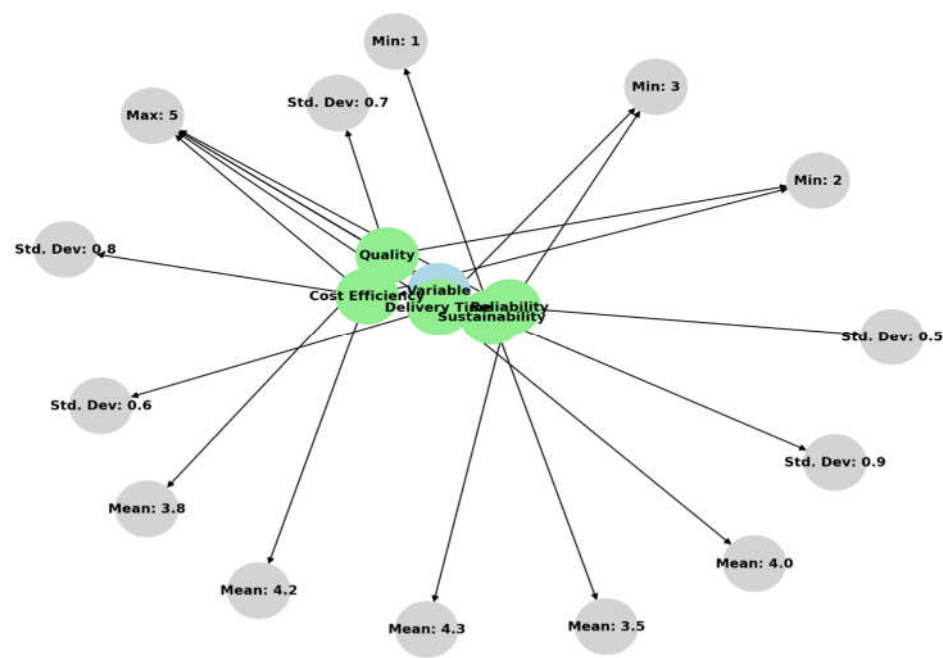 Min: 1
Min: 3
Std. Dev: 0.7
Max: 5
Min: 2
Std. Dev: 0.8
Quality
Variable
Cost Efficiency
Delivery Time
Reliability
Sustainability
Std. Dev: 0.5
Std. Dev: 0.6
Std. Dev: 0.9
Mean: 3.8
Mean: 4.0
Mean: 4.2
Mean: 4.3
Mean: 3.5